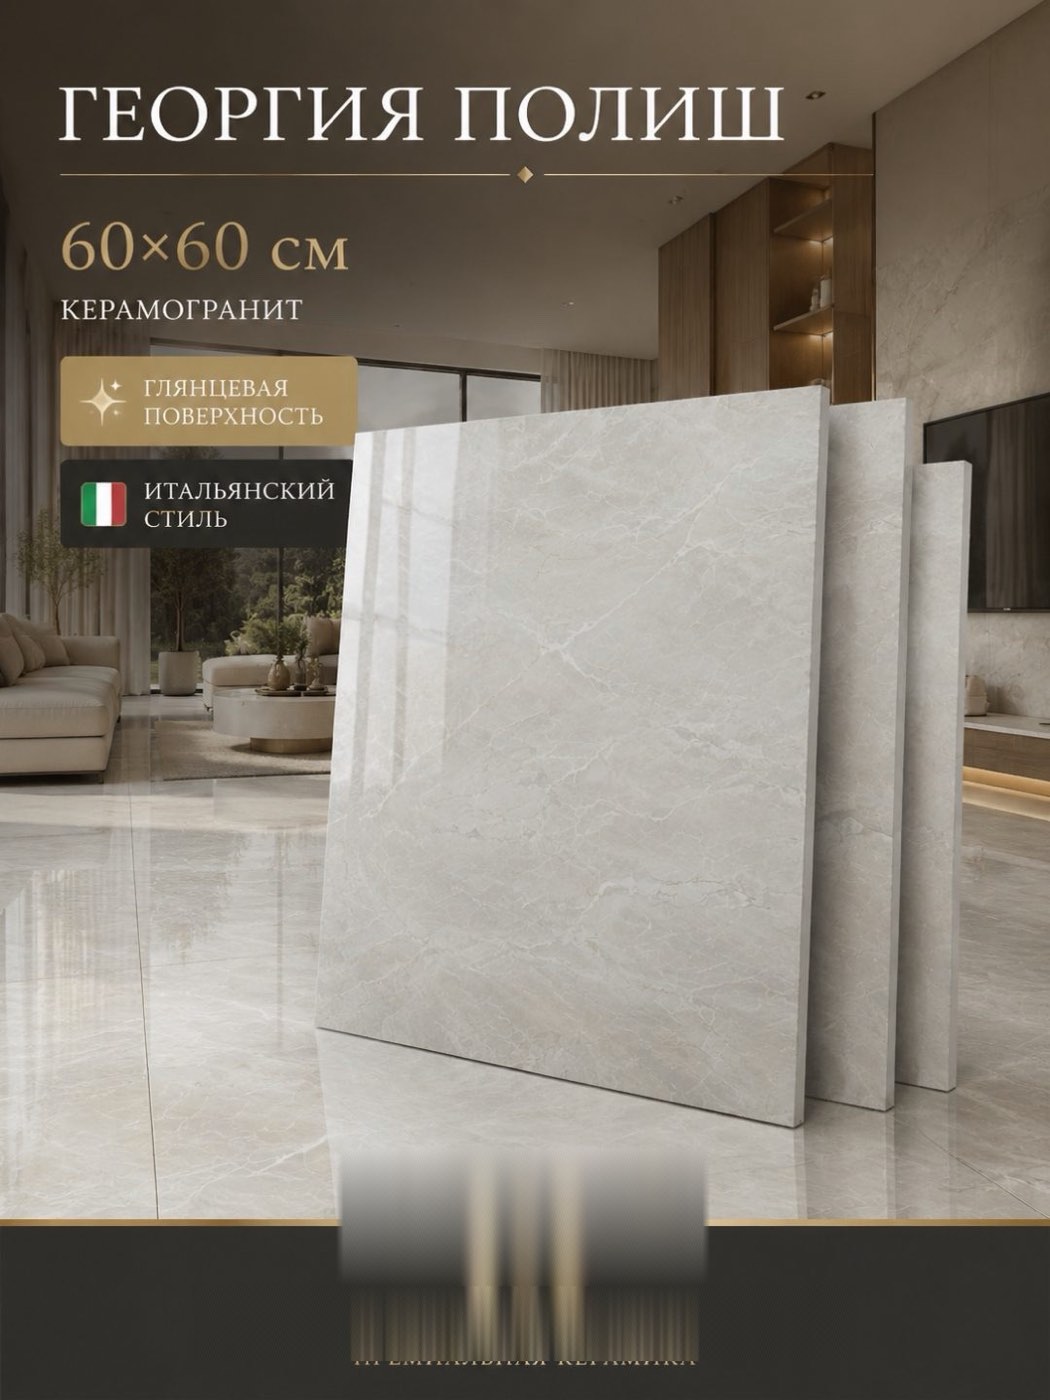 ГЕОРГИЯ ПОЛИШ
60×60 см
КЕРАМОГРАНИТ
ГЛЯНЦЕВАЯ
ПОВЕРХНОСТЬ
ИТАЛЬЯНСКИЙ
СТИЛЬ